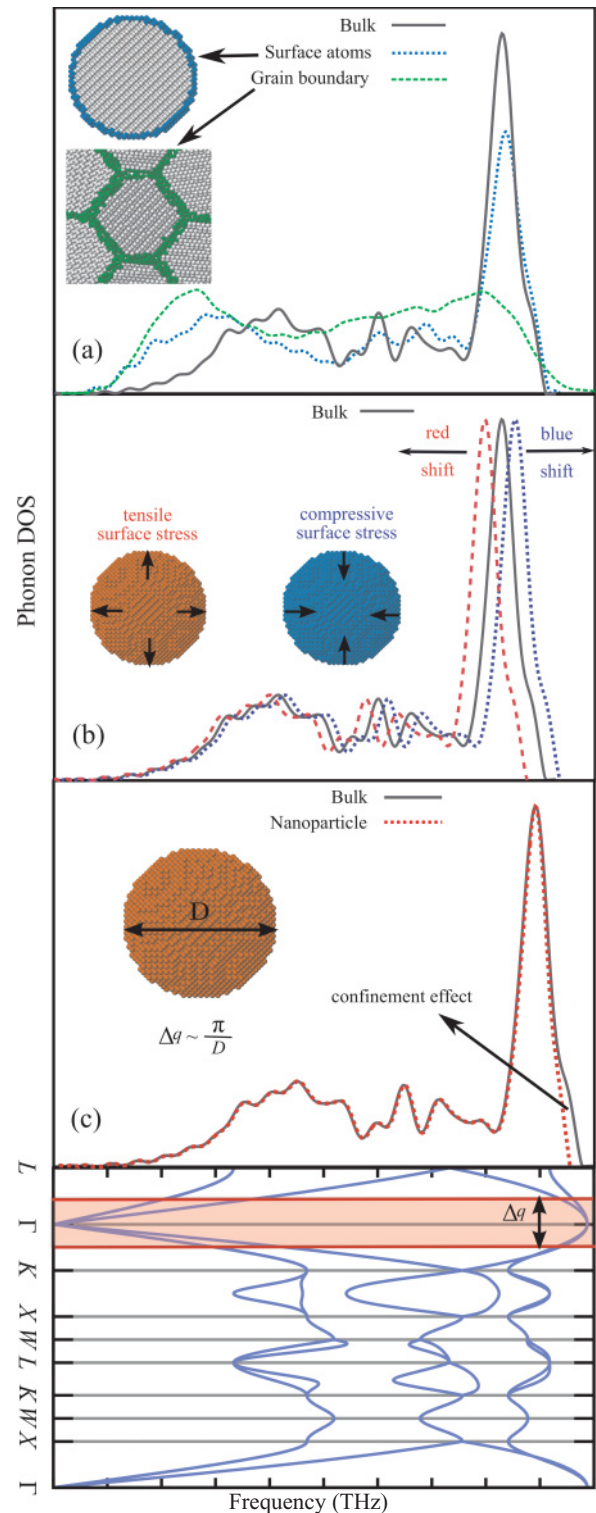 Bulk
Surface atoms
Grain boundary
(a)
Bulk
red
shift
blue
shift
tensile
surface stress
compressive
surface stress
Phonon DOS
(b)
Bulk
Nanoparticle
D
confinement effect
Δq ~ π/D
(c)
L
Γ
K
X
W
L
K
W
X
Γ
Δq
Frequency (THz)